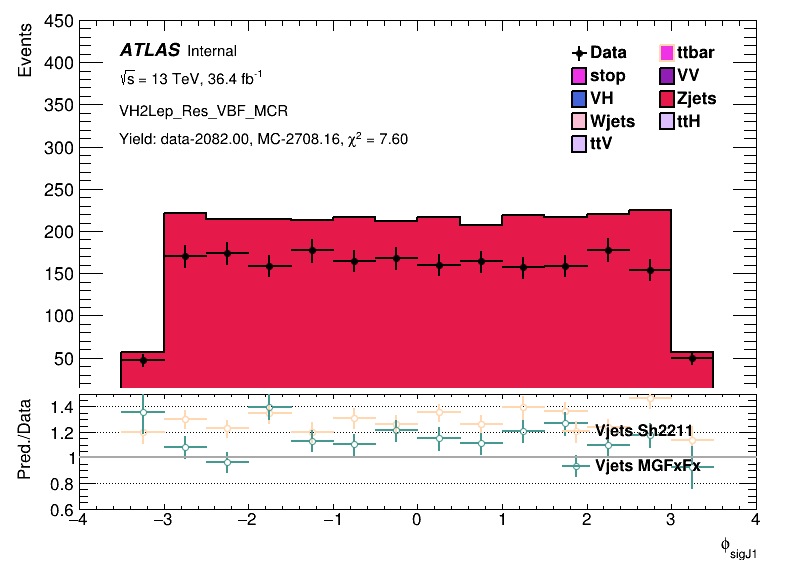 Events
450
400
350
300
250
200
150
100
50
ATLAS Internal
√s = 13 TeV, 36.4 fb⁻¹
VH2Lep_Res_VBF_MCR
Yield: data-2082.00, MC-2708.16, χ² = 7.60
Data
ttbar
stop
VV
VH
Zjets
Wjets
ttH
ttV
Pred./Data
1.4
1.2
1
0.8
0.6
Vjets Sh2211
Vjets MGFxFx
−4 −3 −2 −1 0 1 2 3 4
ϕsigJ1